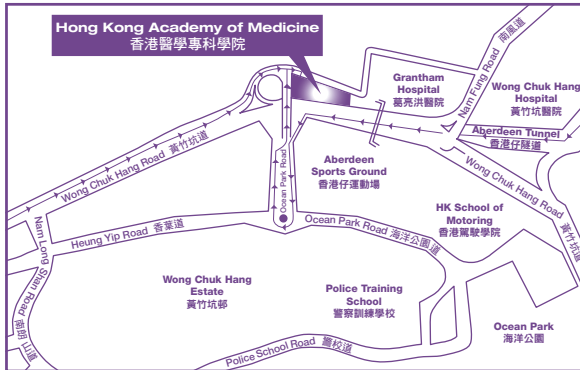 Hong Kong Academy of Medicine
香港醫學專科學院
Nam Fung Road 南風道
Grantham
Hospital
葛亮洪醫院
Wong Chuk Hang
Hospital
黃竹坑醫院
Aberdeen Tunnel
香港仔隧道
Wong Chuk Hang Road 黃竹坑道
Ocean Park Road
Aberdeen
Sports Ground
香港仔運動場
Wong Chuk Hang Road 黃竹坑道
HK School of
Motoring
香港駕駛學院
Nam Long Shan Road 南朗山道
Heung Yip Road 香葉道
Ocean Park Road 海洋公園道
Wong Chuk Hang
Estate
黃竹坑邨
Police Training
School
警察訓練學校
Ocean Park
海洋公園
Police School Road 警校道